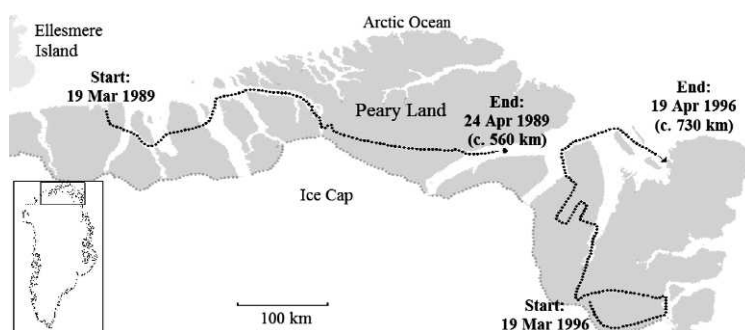 Ellesmere
Island
Arctic Ocean
Start:
19 Mar 1989
Peary Land
End:
24 Apr 1989
(c. 560 km)
End:
19 Apr 1996
(c. 730 km)
Ice Cap
100 km
Start:
19 Mar 1996